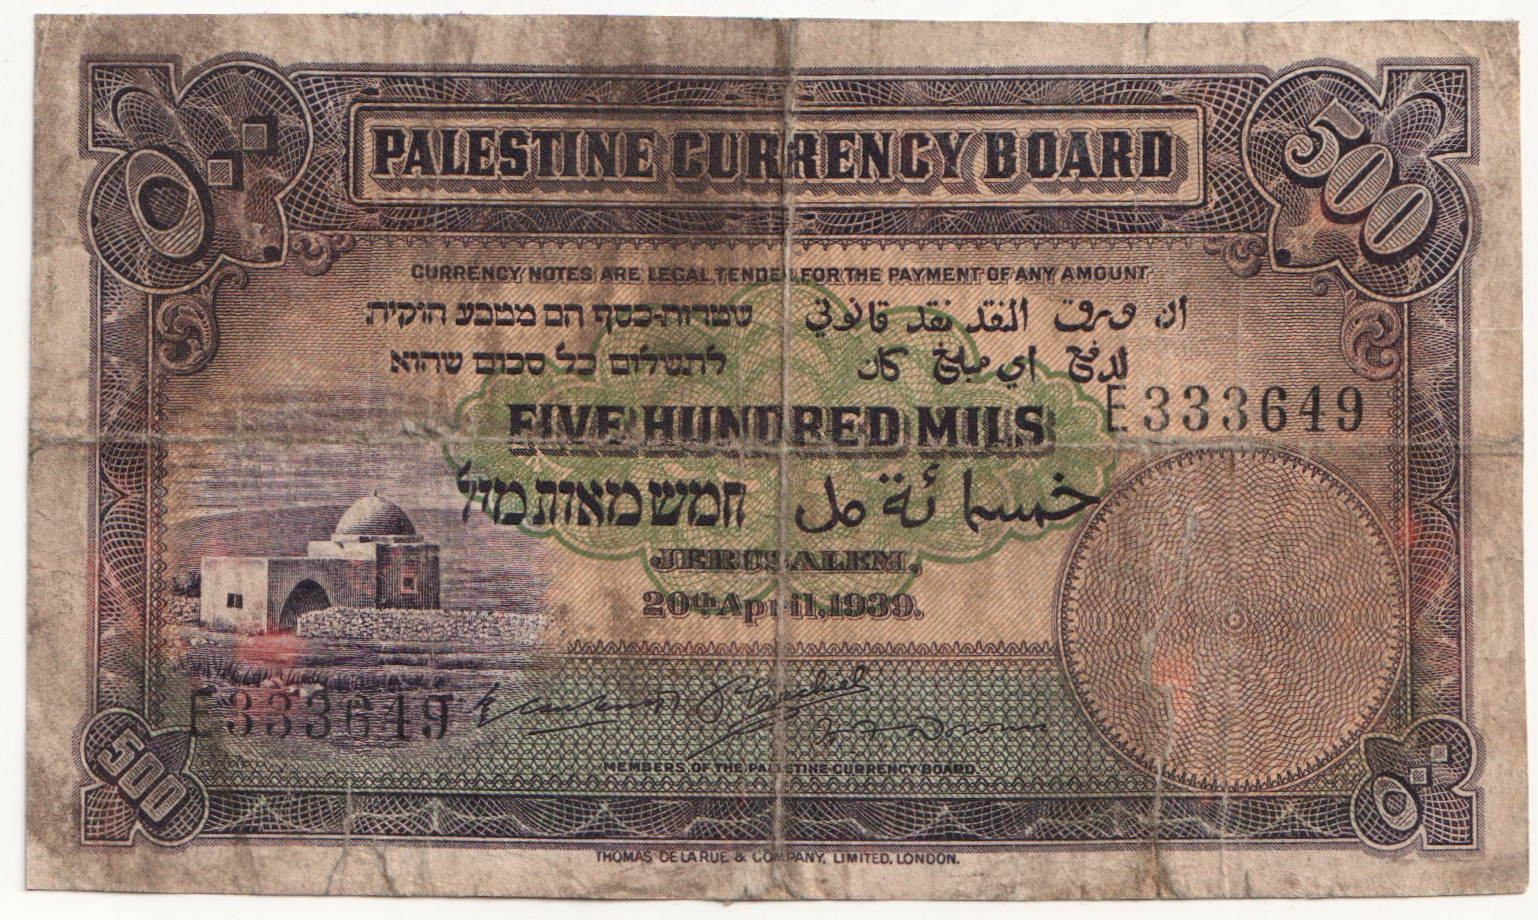 ٥٠٠
PALESTINE CURRENCY BOARD
500
CURRENCY NOTES ARE LEGAL TENDER FOR THE PAYMENT OF ANY AMOUNT
שטרות-כסף הם מטבע חוקית
ان ورق النقد نقد قانوني
לתשלום כל סכום שהוא
لدفع اي مبلغ كان
E333649
FIVE HUNDRED MILS
חמש מאות מיל
خمسمائة مل
JERUSALEM,
20th April, 1939.
E333649
MEMBERS OF THE PALESTINE CURRENCY BOARD.
500
٥٠٠
THOMAS DE LA RUE & COMPANY, LIMITED, LONDON.